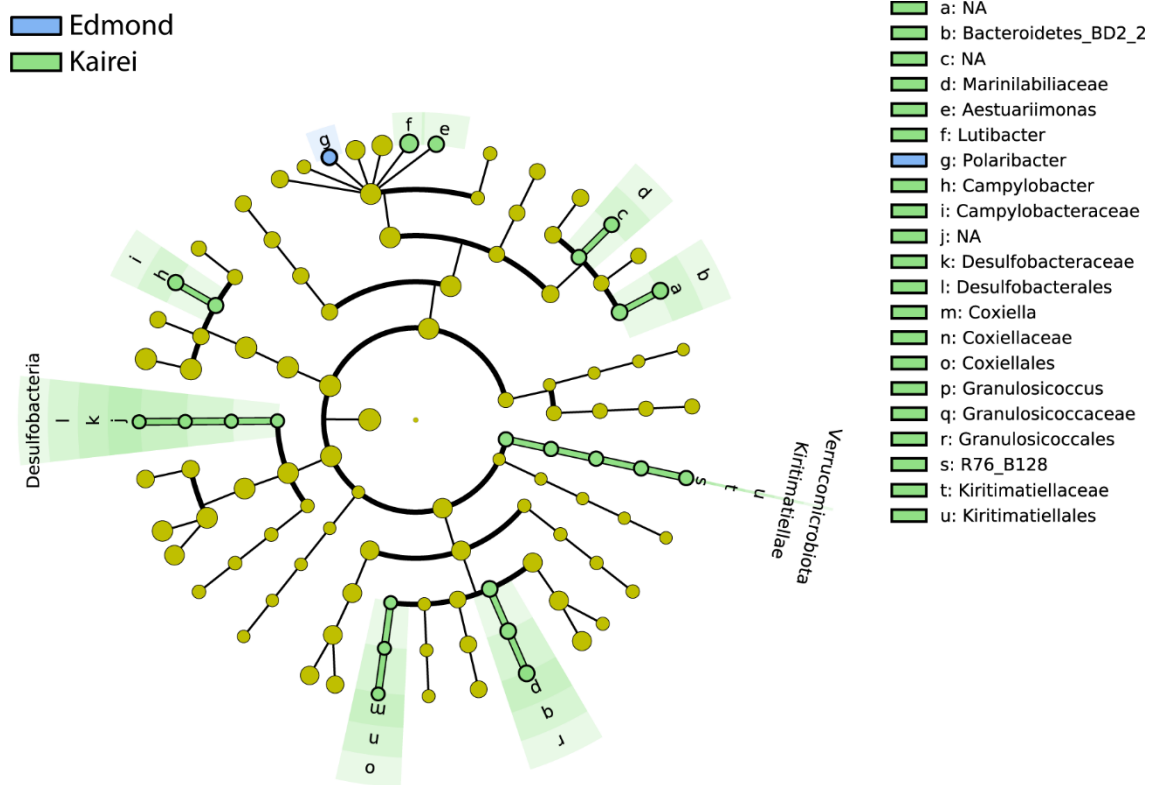 Edmond
Kairei
a: NA
b: Bacteroidetes_BD2_2
c: NA
d: Marinilabiliaceae
e: Aestuariimonas
f: Lutibacter
g: Polaribacter
h: Campylobacter
i: Campylobacteraceae
j: NA
k: Desulfobacteraceae
l: Desulfobacterales
m: Coxiella
n: Coxiellaceae
o: Coxiellales
p: Granulosicoccus
q: Granulosicoccaceae
r: Granulosicoccales
s: R76_B128
t: Kiritimatiellaceae
u: Kiritimatiellales
g
f
e
d
c
b
a
i
h
Desulfobacteria
l
k
j
s
t
u
Kiritimatiellae
Verrucomicrobiota
m
n
o
p
q
r